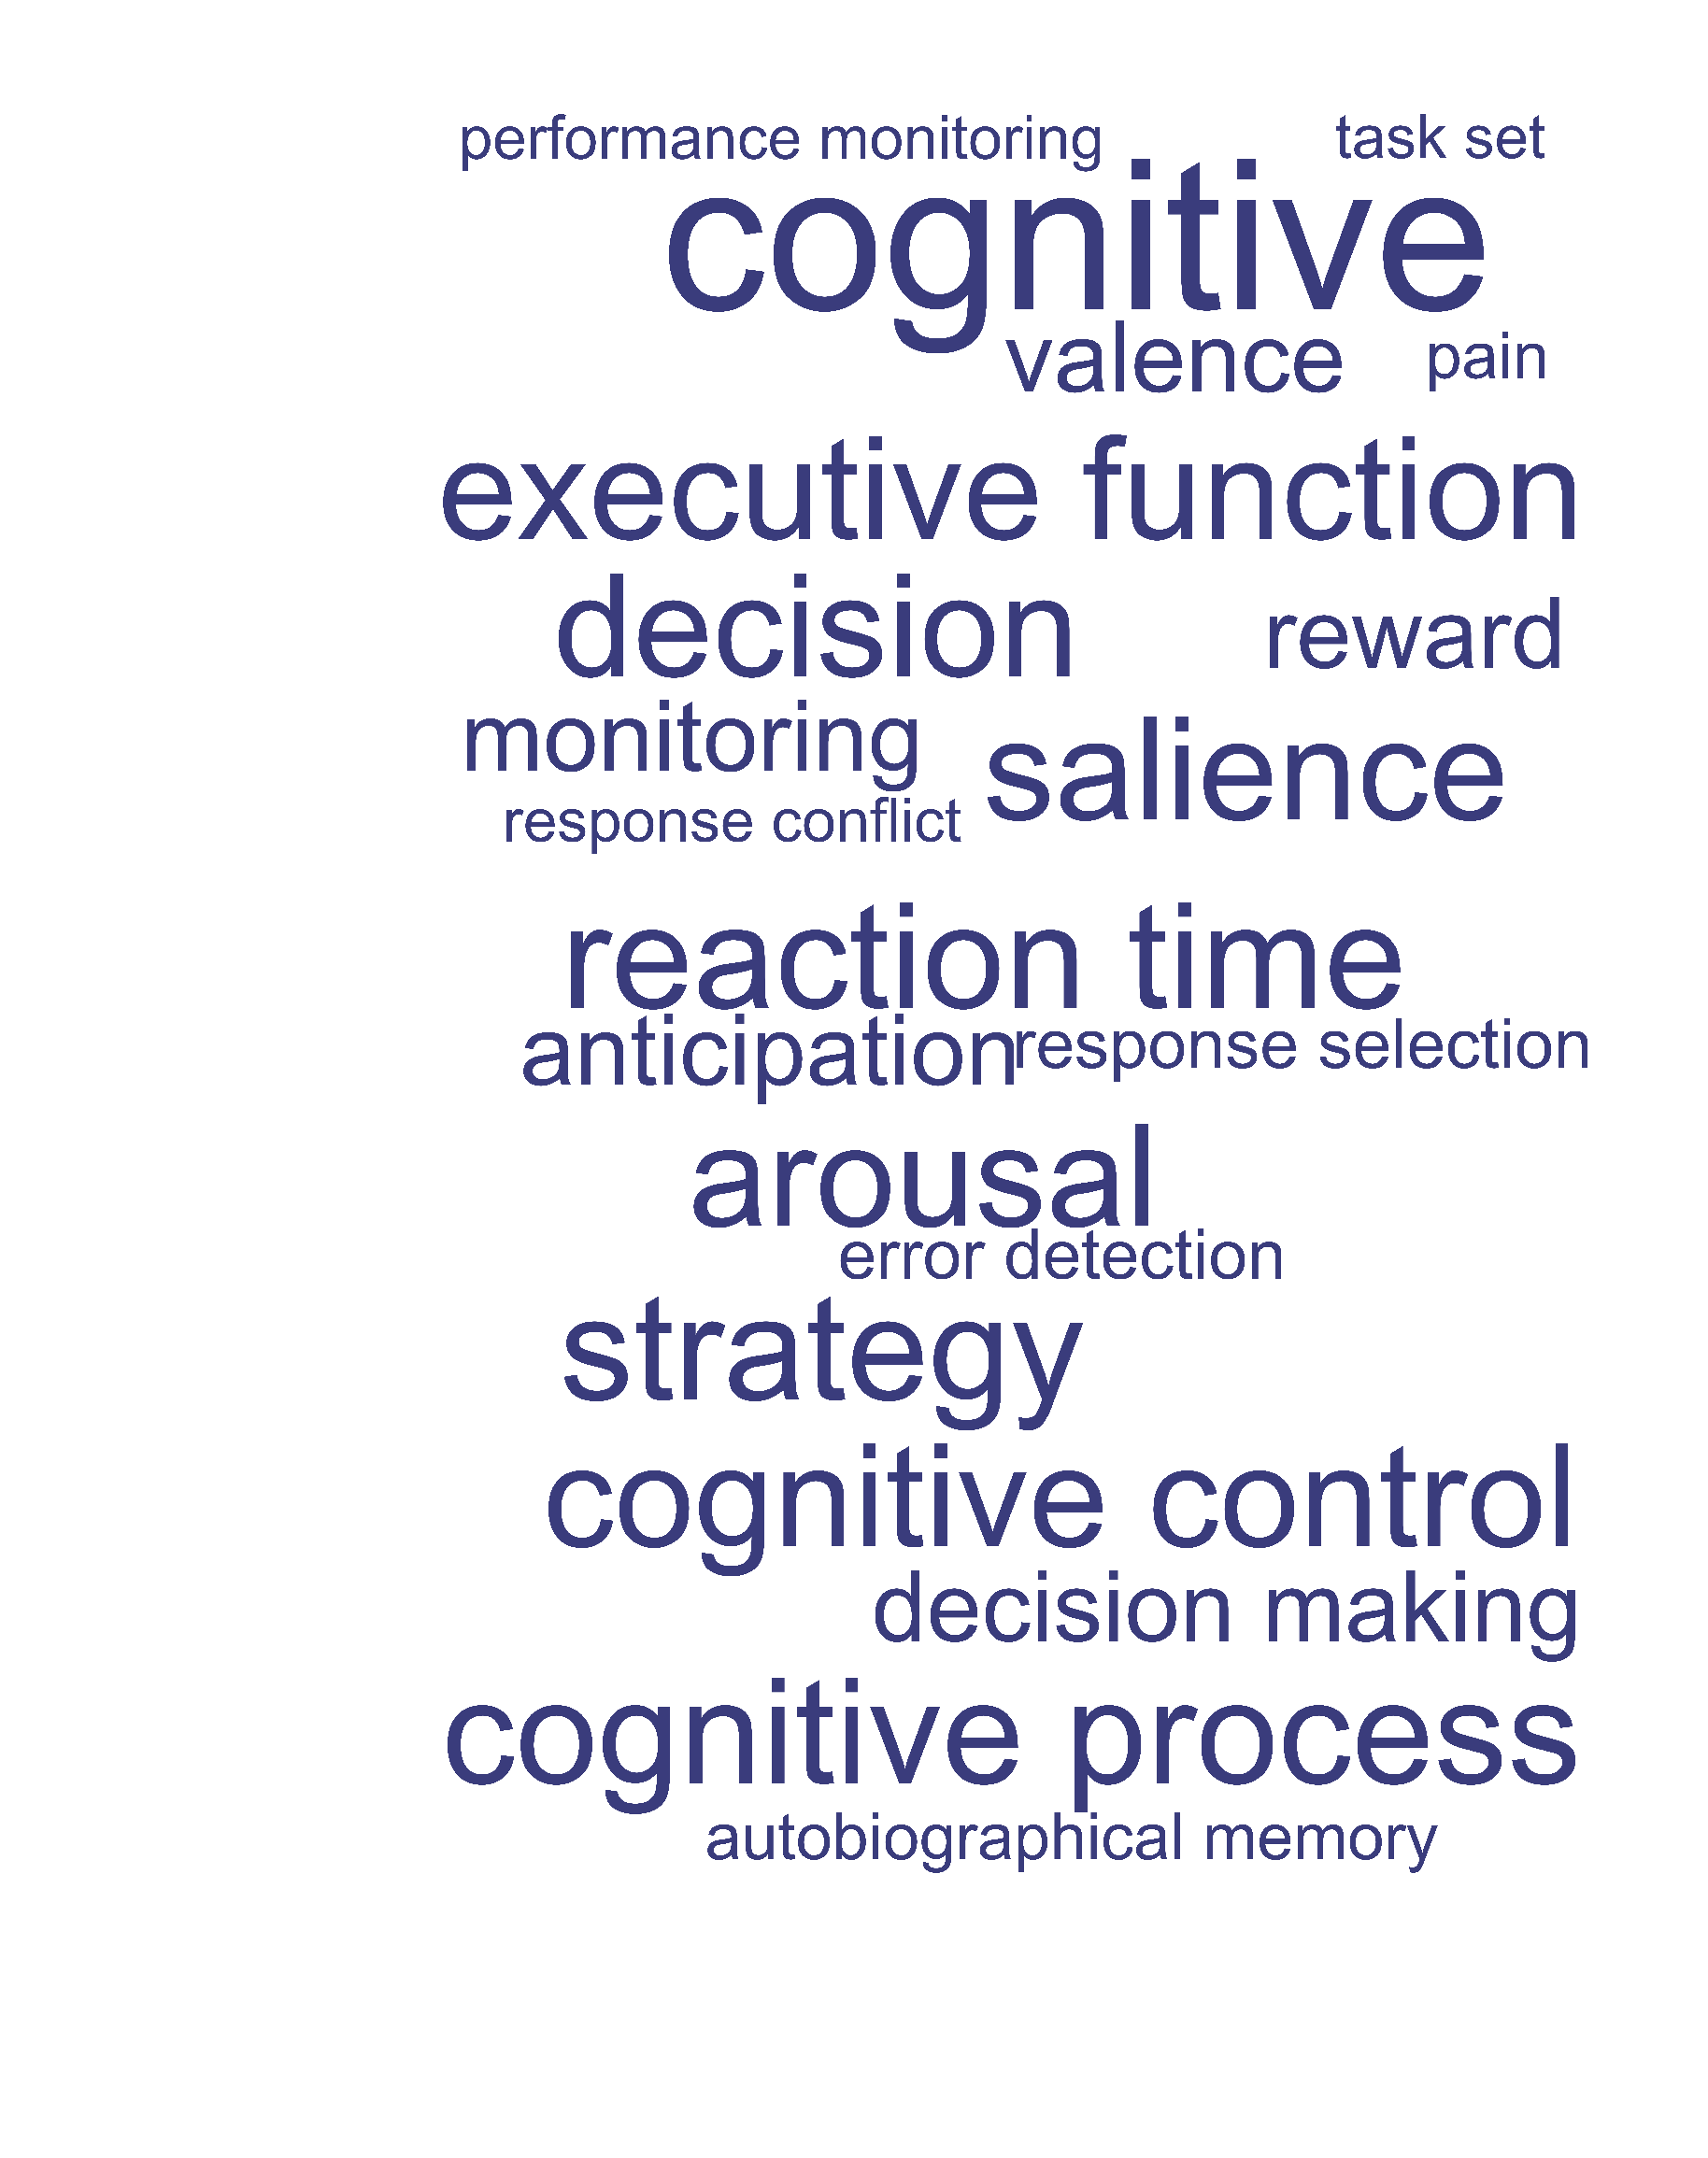 performance monitoring task set
cognitive
valence pain
executive function
decision reward
monitoring salience
response conflict
reaction time
anticipation response selection
arousal
error detection
strategy
cognitive control
decision making
cognitive process
autobiographical memory